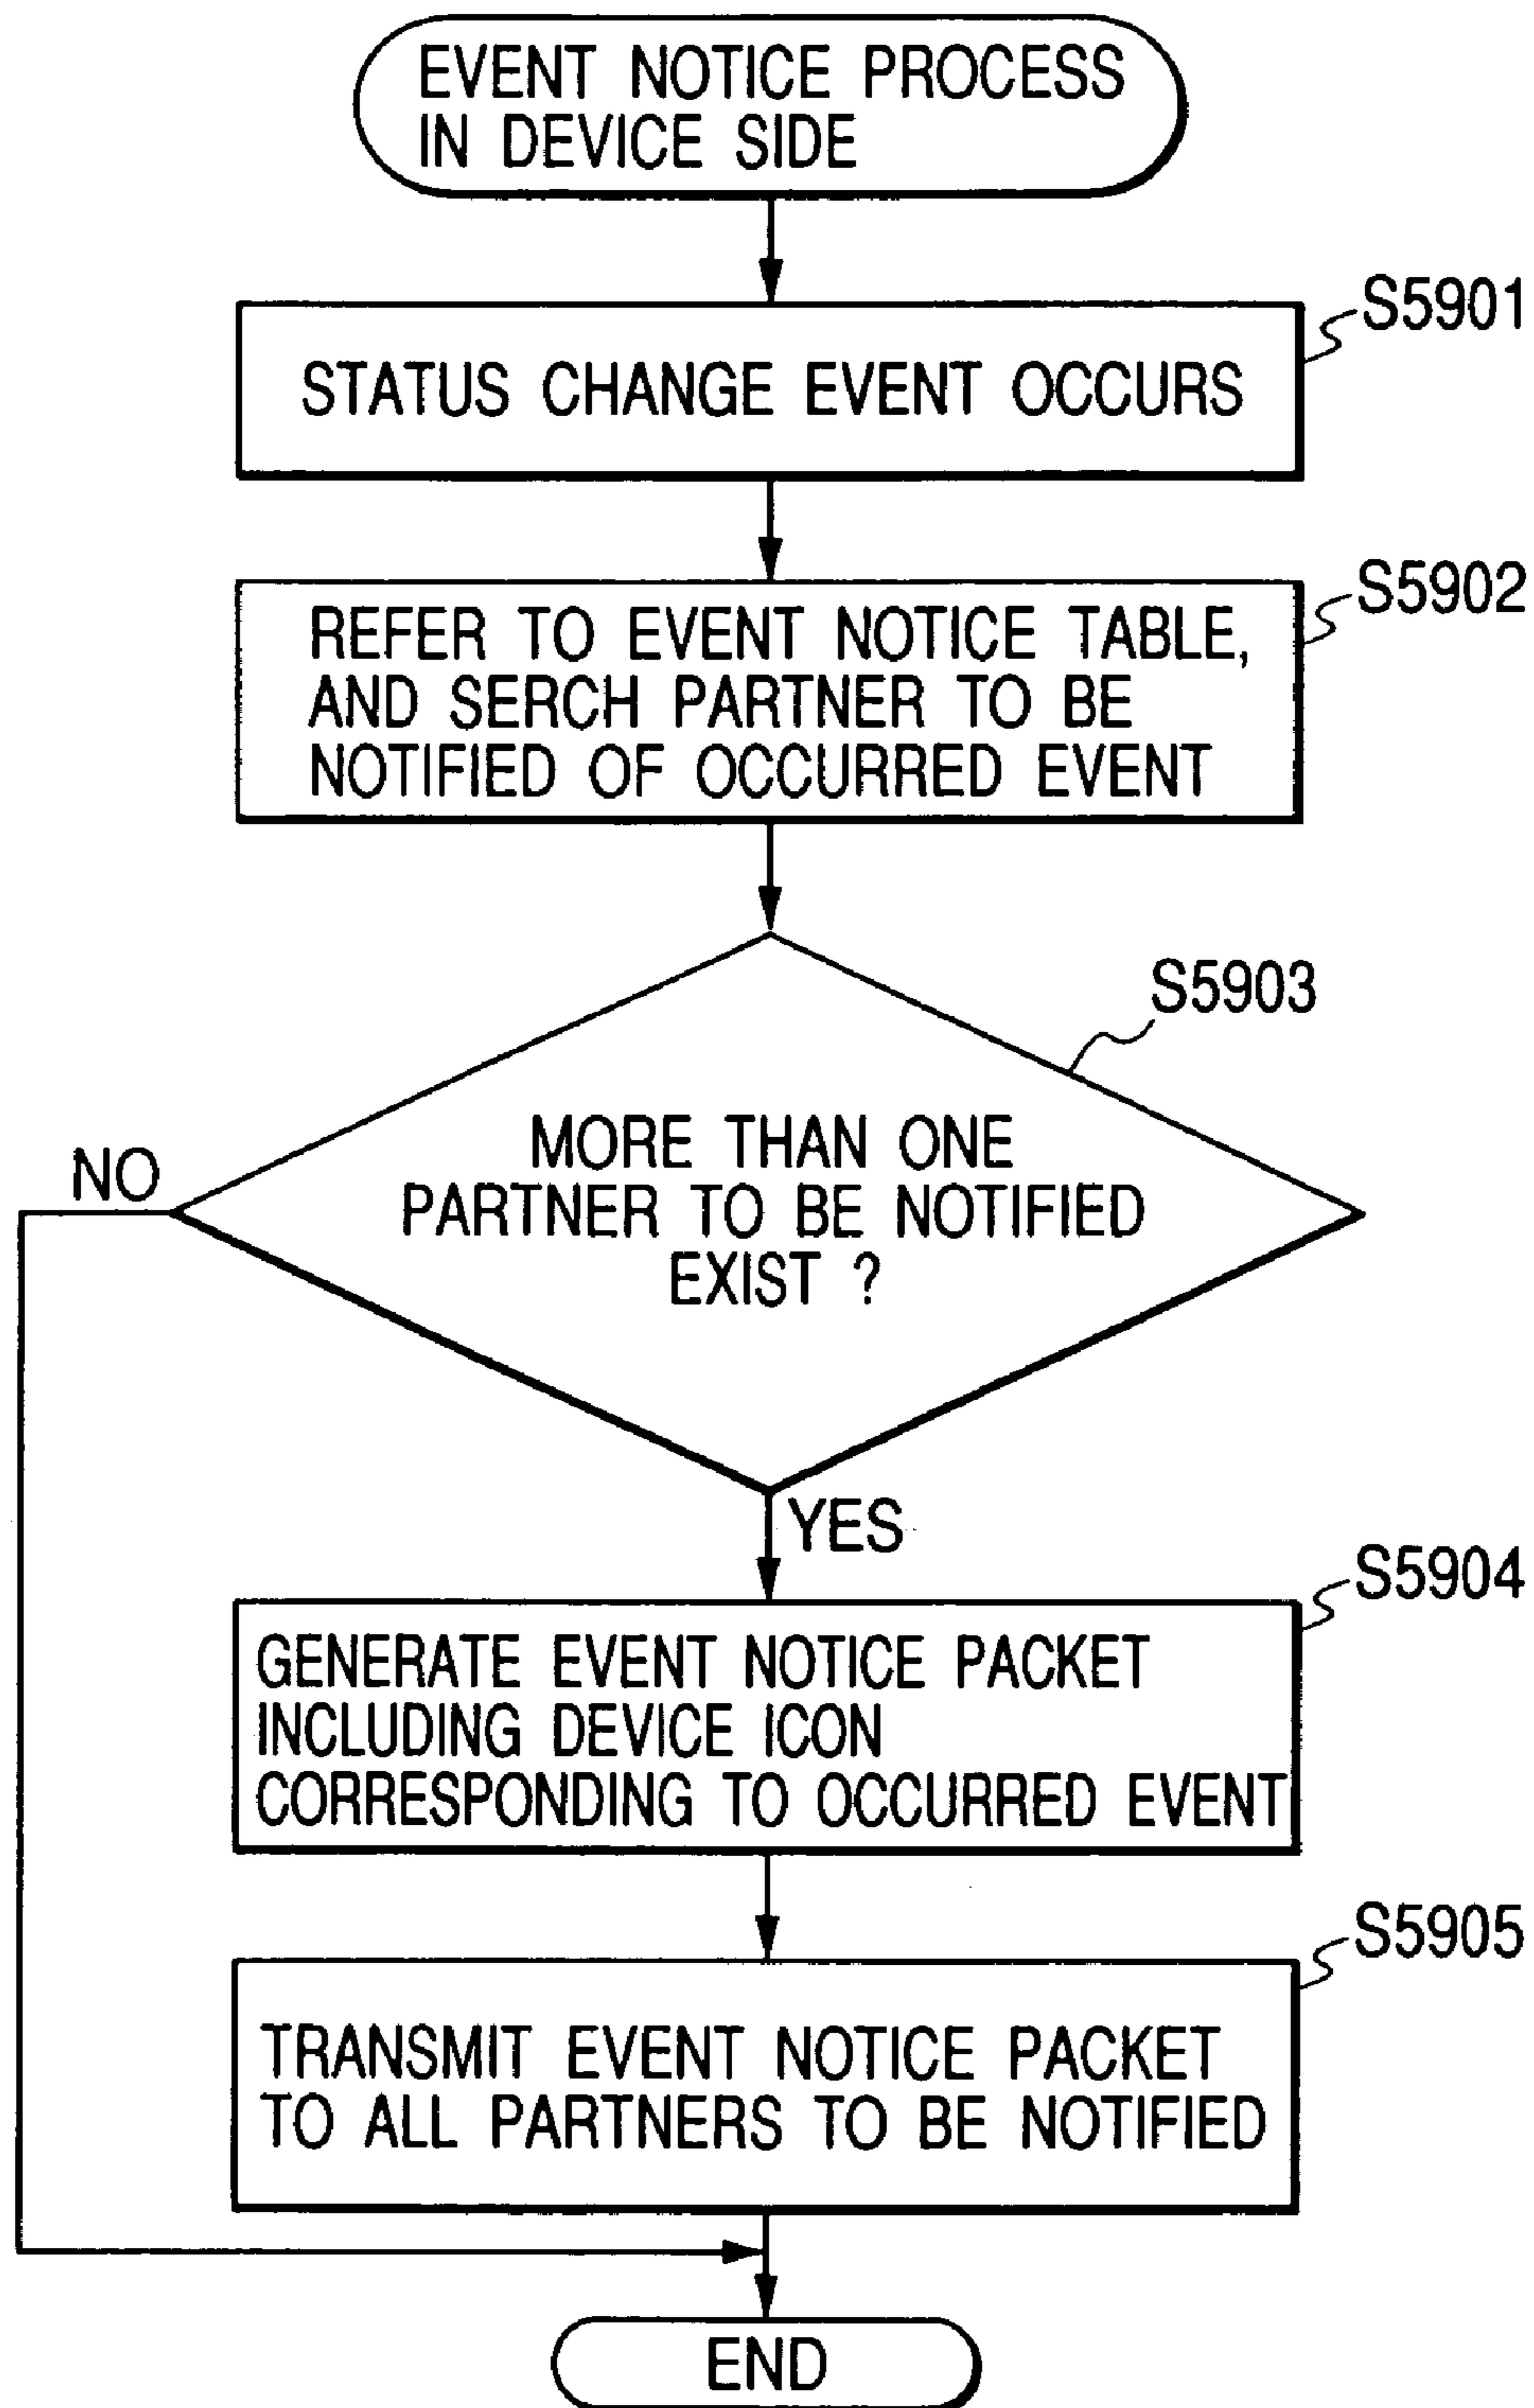 EVENT NOTICE PROCESS
IN DEVICE SIDE
S5901
STATUS CHANGE EVENT OCCURS
S5902
REFER TO EVENT NOTICE TABLE,
AND SERCH PARTNER TO BE
NOTIFIED OF OCCURRED EVENT
S5903
MORE THAN ONE
PARTNER TO BE NOTIFIED
EXIST ?
NO
YES
S5904
GENERATE EVENT NOTICE PACKET
INCLUDING DEVICE ICON
CORRESPONDING TO OCCURRED EVENT
S5905
TRANSMIT EVENT NOTICE PACKET
TO ALL PARTNERS TO BE NOTIFIED
END